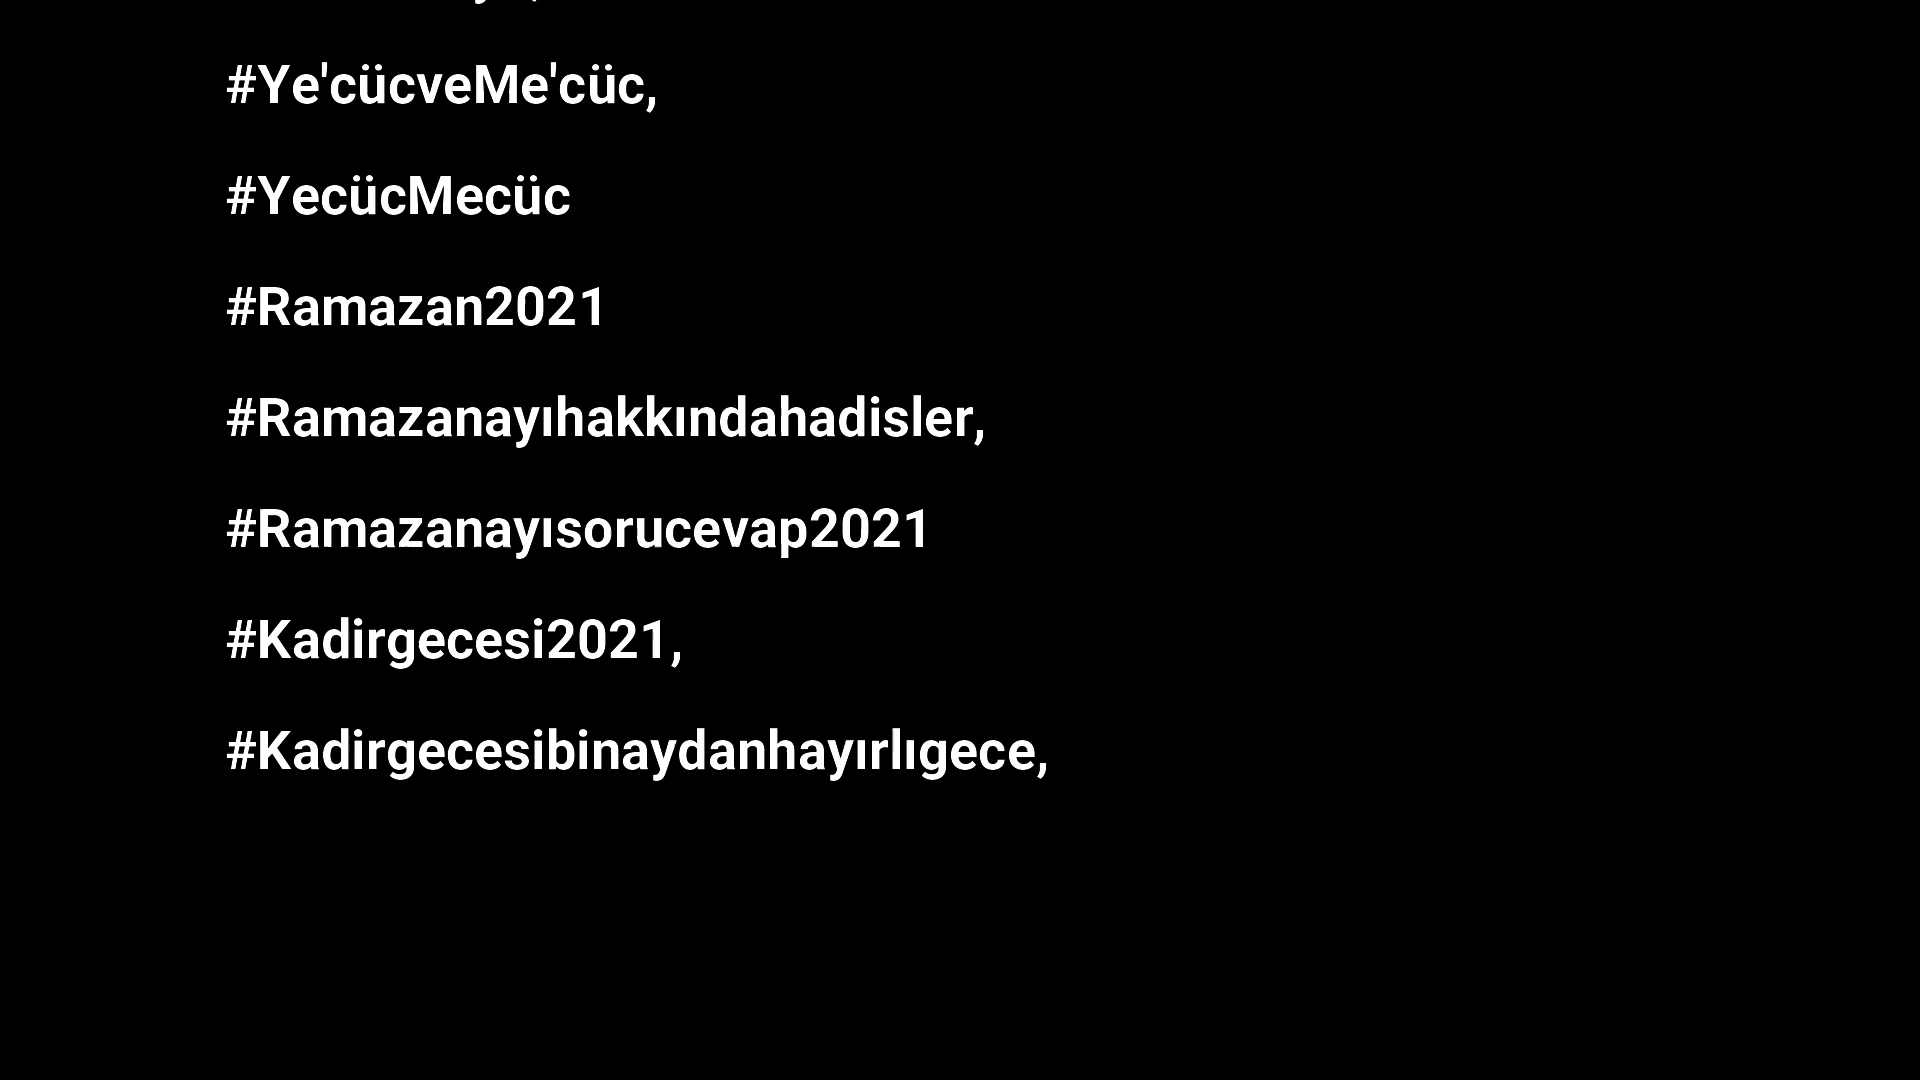 #Ye'cücveMe'cüc,
#YecücMecüc
#Ramazan2021
#Ramazanayıhakkındahadisler,
#Ramazanayısorucevap2021
#Kadirgecesi2021,
#Kadirgecesibinaydanhayırlıgece,